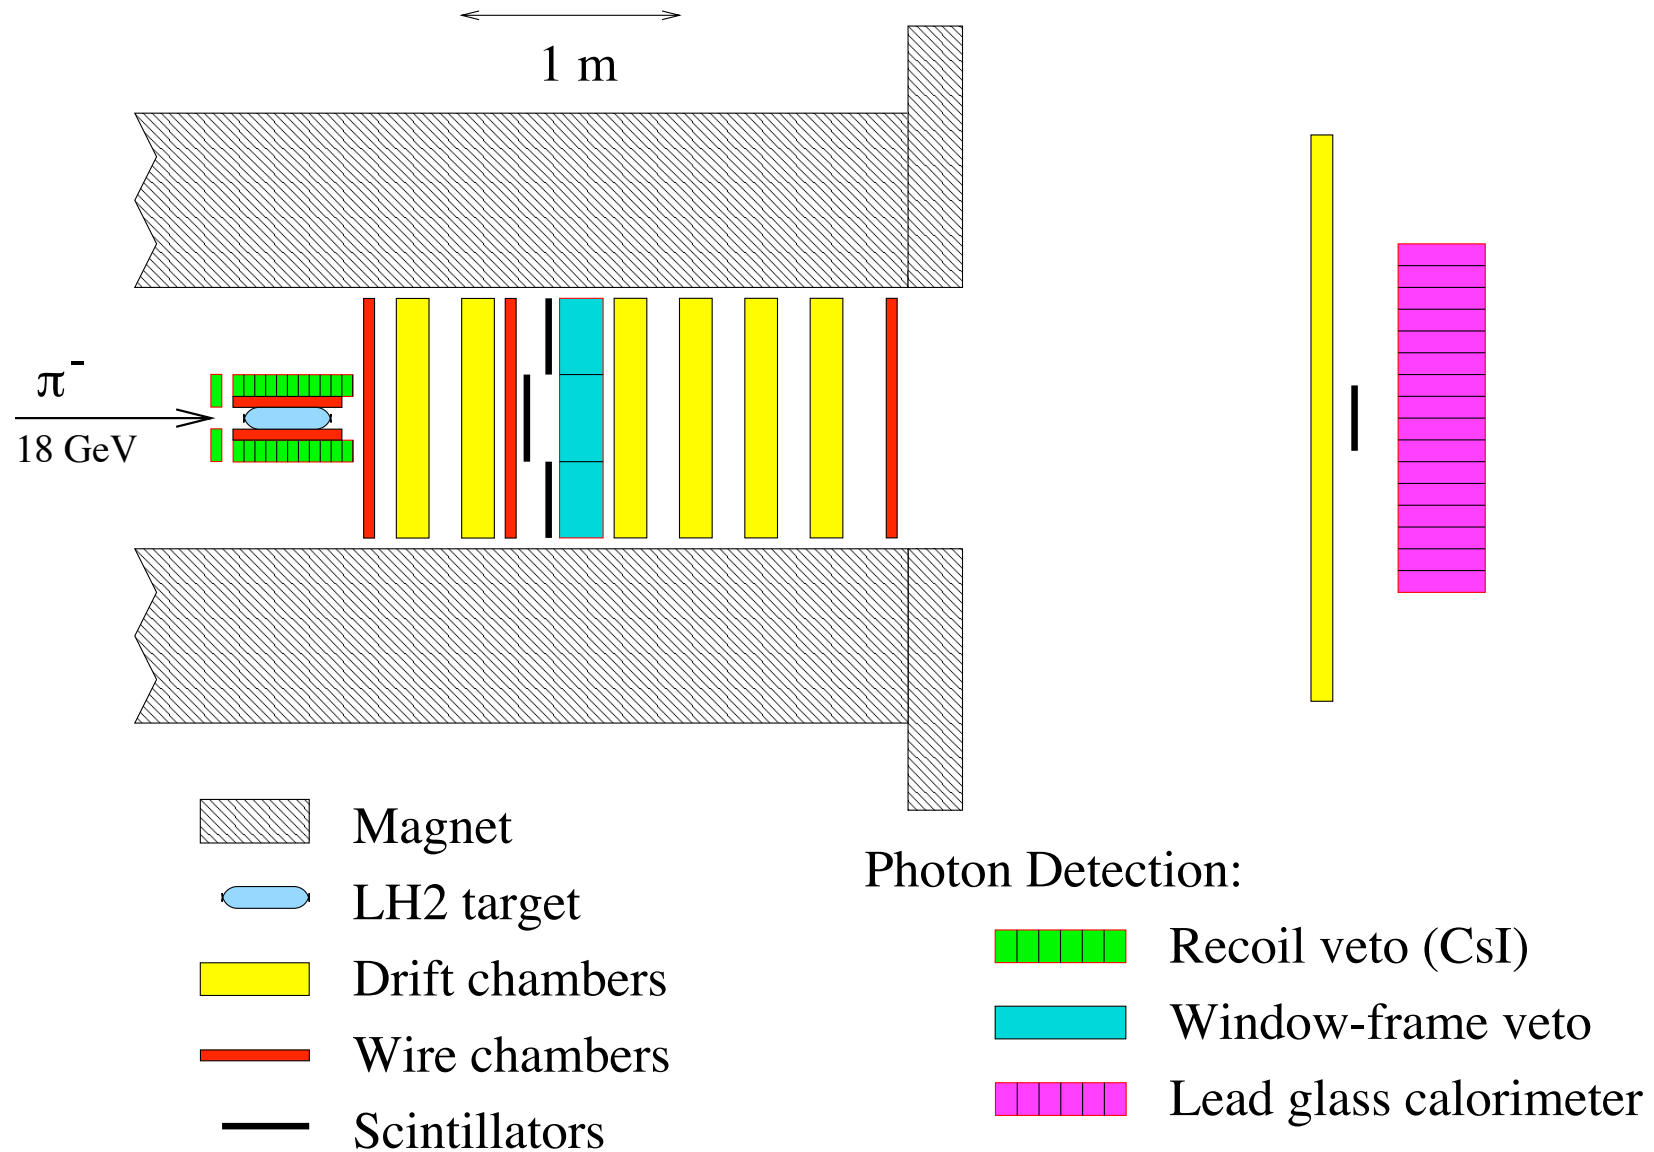 1 m
π⁻
18 GeV
Magnet
LH2 target
Drift chambers
Wire chambers
Scintillators
Photon Detection:
Recoil veto (CsI)
Window-frame veto
Lead glass calorimeter